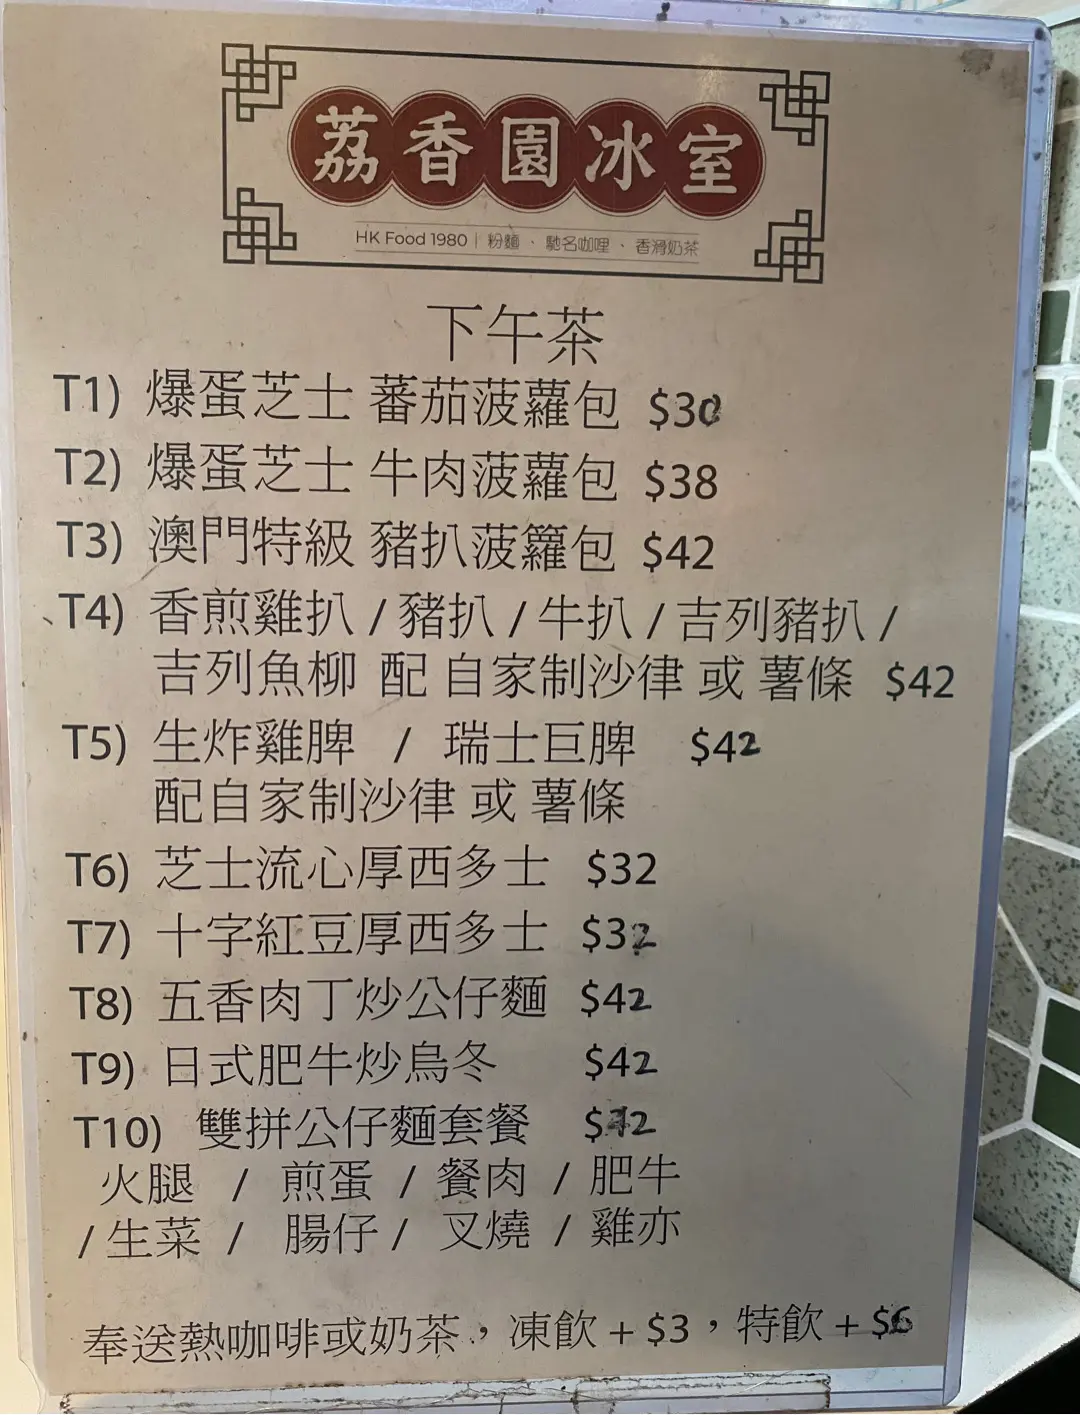 荔香園冰室
HK Food 1980 | 粉麵、馳名咖哩、香滑奶茶
下午茶
T1) 爆蛋芝士 蕃茄菠蘿包 $30
T2) 爆蛋芝士 牛肉菠蘿包 $38
T3) 澳門特級 豬扒菠籮包 $42
T4) 香煎雞扒 / 豬扒 / 牛扒 / 吉列豬扒 /
吉列魚柳 配 自家制沙律 或 薯條 $42
T5) 生炸雞脾 / 瑞士巨脾 $42
配自家制沙律 或 薯條
T6) 芝士流心厚西多士 $32
T7) 十字紅豆厚西多士 $32
T8) 五香肉丁炒公仔麵 $42
T9) 日式肥牛炒烏冬 $42
T10) 雙拼公仔麵套餐
火腿 / 煎蛋 / 餐肉 / 肥牛
/ 生菜 / 腸仔 / 叉燒 / 雞亦
奉送熱咖啡或奶茶，凍飲 + $3，特飲 + $6